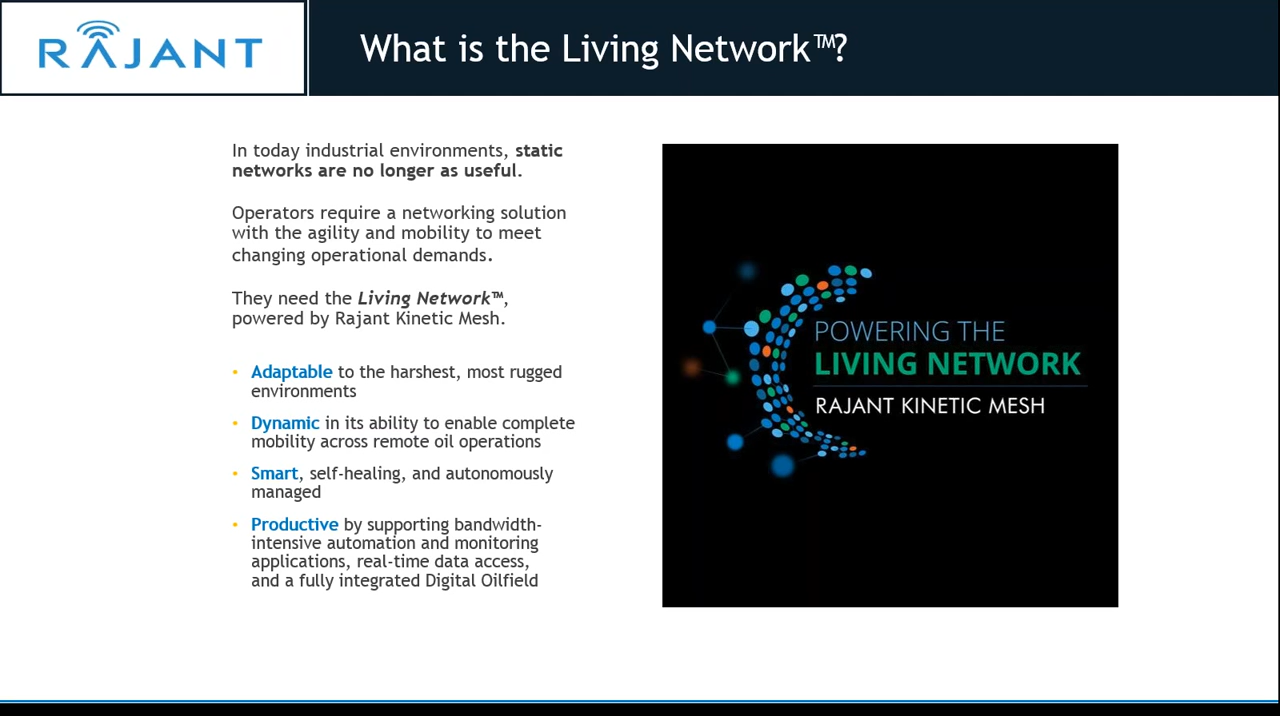 RAJANT
What is the Living Network™?
In today industrial environments, static
networks are no longer as useful.
Operators require a networking solution
with the agility and mobility to meet
changing operational demands.
They need the Living Network™,
powered by Rajant Kinetic Mesh.
• Adaptable to the harshest, most rugged
environments
• Dynamic in its ability to enable complete
mobility across remote oil operations
• Smart, self-healing, and autonomously
managed
• Productive by supporting bandwidth-
intensive automation and monitoring
applications, real-time data access,
and a fully integrated Digital Oilfield
POWERING THE
LIVING NETWORK
RAJANT KINETIC MESH